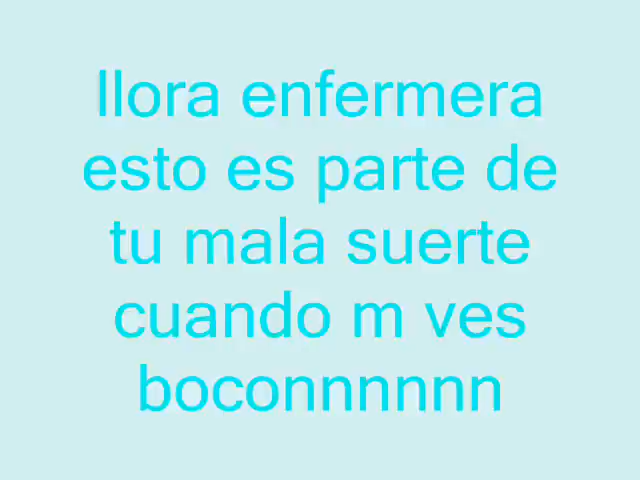 llora enfermera
esto es parte de
tu mala suerte
cuando m ves
boconnnnnn